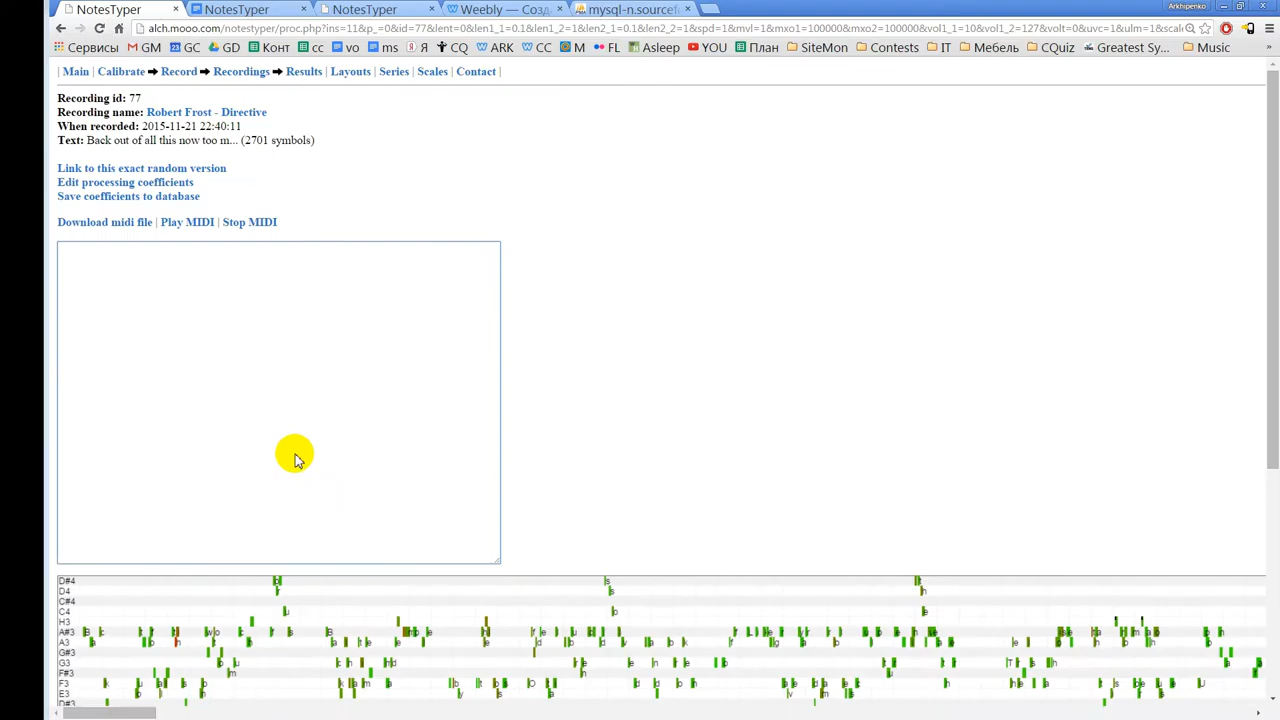 NotesTyper NotesTyper NotesTyper Weebly — Созд mysql-n.sourcef Arkhipenko
alch.mooo.com/notestyper/proc.php?ins=11&p_=0&id=77&lent=0&len1_1=0.1&len1_2=1&len2_1=0.1&len2_2=1&spd=1&mvl=1&mxo1=100000&mxo2=100000&vol1_1=10&vol1_2=127&volt=0&uvc=1&ulm=1&scale
Сервисы GM GC GD Конт cc vo ms Я CQ ARK CC M FL Asleep YOU План SiteMon Contests IT Мебель CQuiz Greatest Sy... Music
| Main | Calibrate Record Recordings Results | Layouts | Series | Scales | Contact |
Recording id: 77
Recording name: Robert Frost - Directive
When recorded: 2015-11-21 22:40:11
Text: Back out of all this now too m... (2701 symbols)
Link to this exact random version
Edit processing coefficients
Save coefficients to database
Download midi file | Play MIDI | Stop MIDI
D#4
D4
C#4
C4
H3
A#3
A3
G#3
G3
F#3
F3
E3
D#3